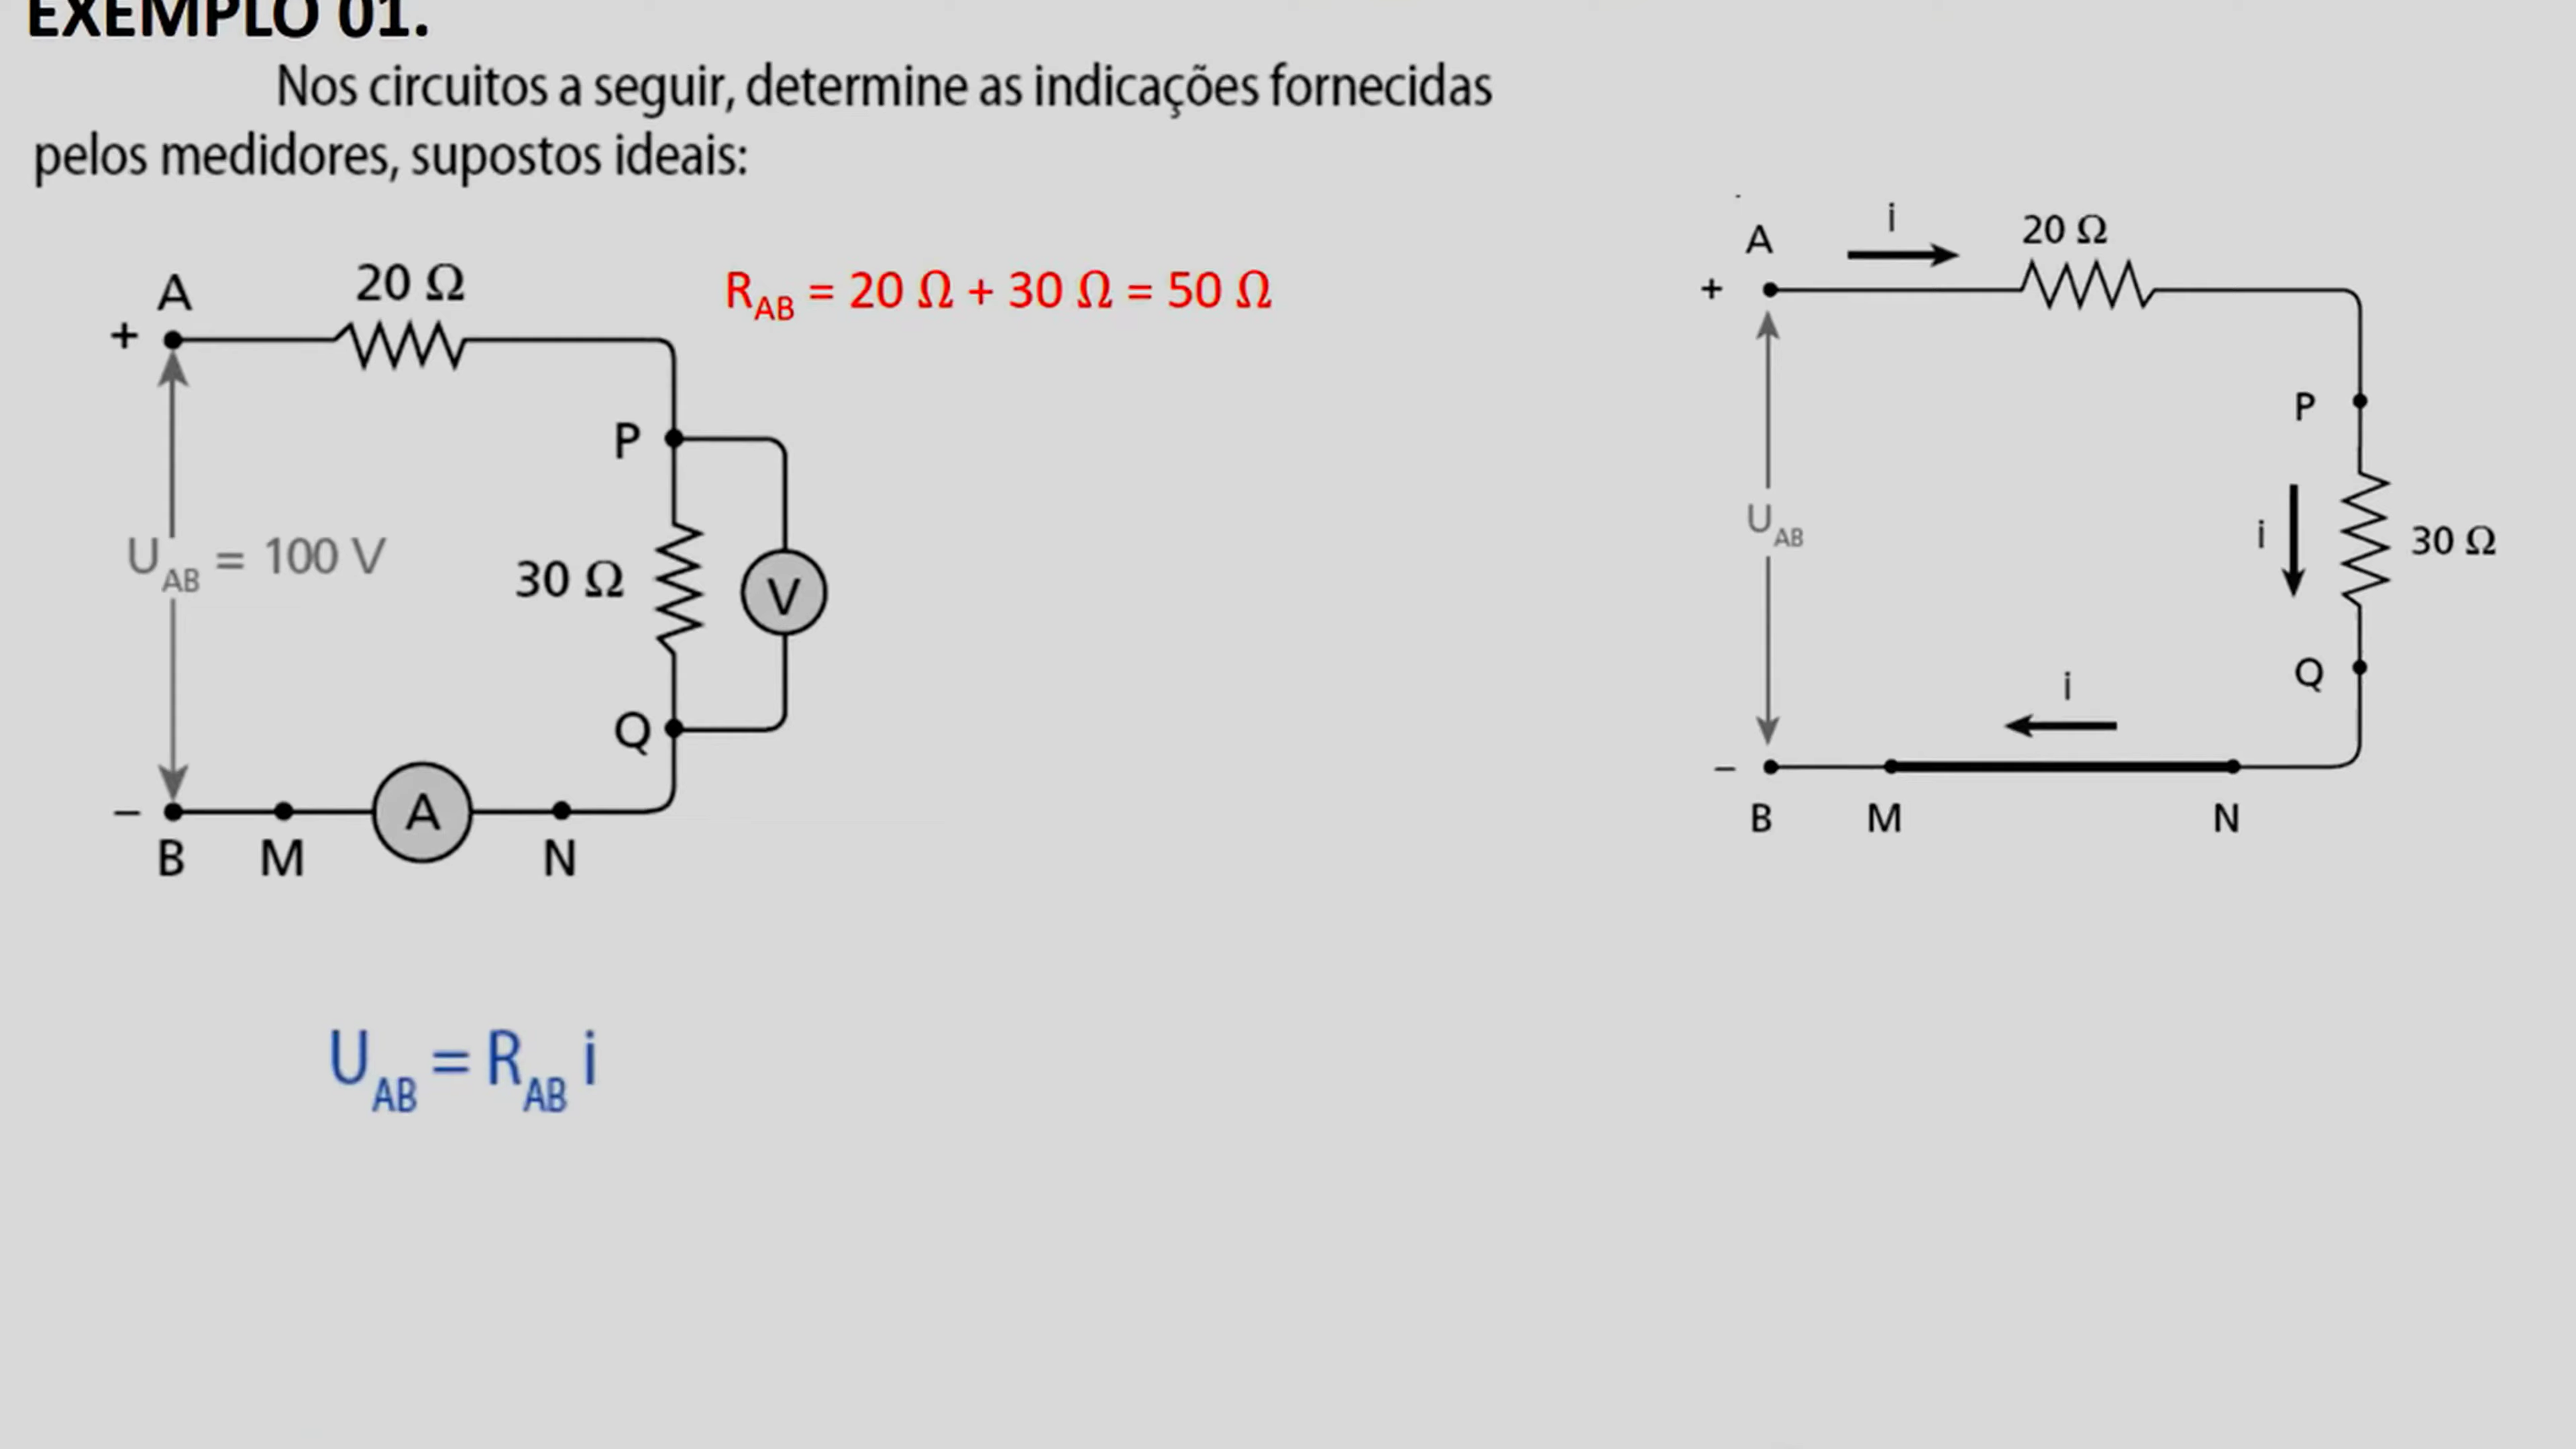 EXEMPLO 01.
Nos circuitos a seguir, determine as indicações fornecidas
pelos medidores, supostos ideais:
A
20 Ω
+
R_AB = 20 Ω + 30 Ω = 50 Ω
P
U_AB = 100 V
30 Ω
V
Q
–
A
B
M
N
U_AB = R_AB i
A
i
20 Ω
+
P
U_AB
i
30 Ω
Q
i
–
B
M
N